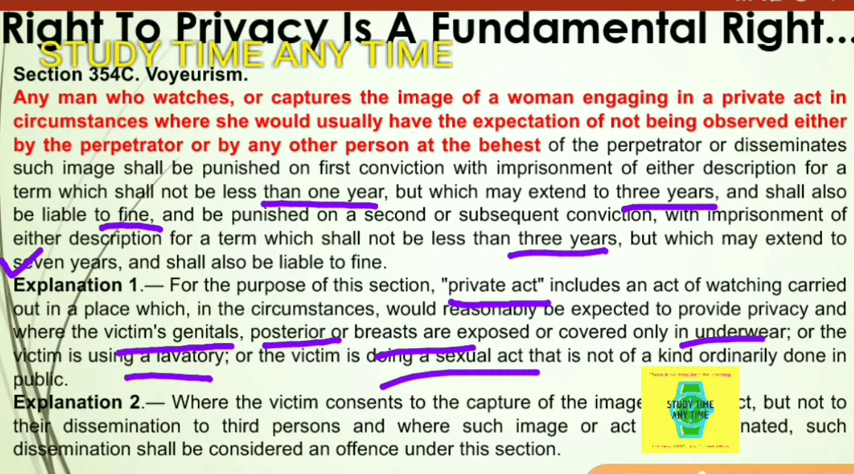 Right To Privacy Is A Fundamental Right...
STUDY TIME ANY TIME
Section 354C. Voyeurism.
Any man who watches, or captures the image of a woman engaging in a private act in
circumstances where she would usually have the expectation of not being observed either
by the perpetrator or by any other person at the behest of the perpetrator or disseminates
such image shall be punished on first conviction with imprisonment of either description for a
term which shall not be less than one year, but which may extend to three years, and shall also
be liable to fine, and be punished on a second or subsequent conviction, with imprisonment of
either description for a term which shall not be less than three years, but which may extend to
seven years, and shall also be liable to fine.
Explanation 1.— For the purpose of this section, "private act" includes an act of watching carried
out in a place which, in the circumstances, would reasonably be expected to provide privacy and
where the victim's genitals, posterior or breasts are exposed or covered only in underwear; or the
victim is using a lavatory; or the victim is doing a sexual act that is not of a kind ordinarily done in
public.
Explanation 2.— Where the victim consents to the capture of the image ct, but not to
their dissemination to third persons and where such image or act nated, such
dissemination shall be considered an offence under this section.
STUDY TIME
ANY TIME